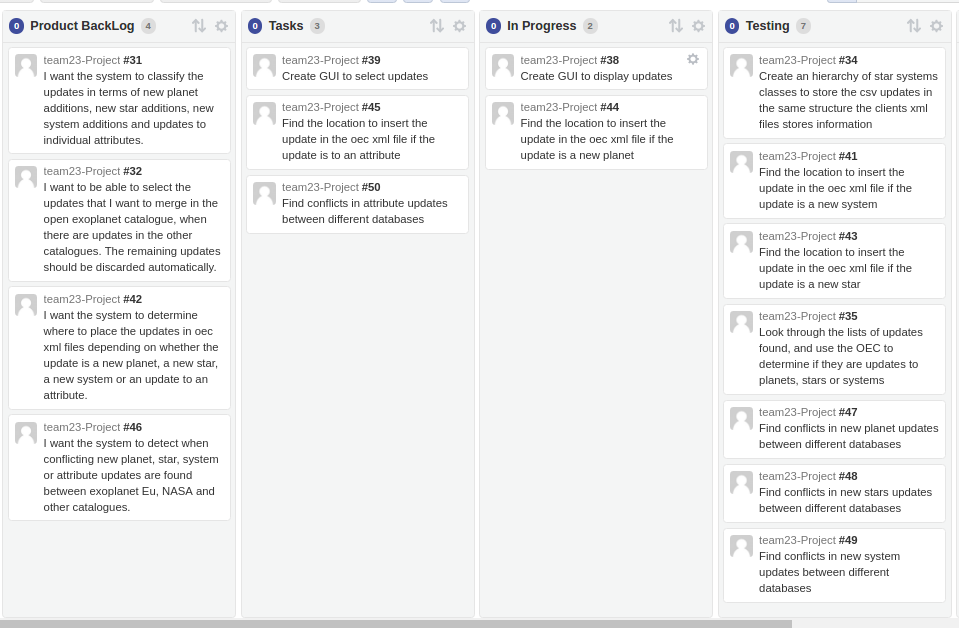 0 Product BackLog 4
team23-Project #31
I want the system to classify the
updates in terms of new planet
additions, new star additions, new
system additions and updates to
individual attributes.
team23-Project #32
I want to be able to select the
updates that I want to merge in the
open exoplanet catalogue, when
there are updates in the other
catalogues. The remaining updates
should be discarded automatically.
team23-Project #42
I want the system to determine
where to place the updates in oec
xml files depending on whether the
update is a new planet, a new star,
a new system or an update to an
attribute.
team23-Project #46
I want the system to detect when
conflicting new planet, star, system
or attribute updates are found
between exoplanet Eu, NASA and
other catalogues.
0 Tasks 3
team23-Project #39
Create GUI to select updates
team23-Project #45
Find the location to insert the
update in the oec xml file if the
update is to an attribute
team23-Project #50
Find conflicts in attribute updates
between different databases
0 In Progress 2
team23-Project #38
Create GUI to display updates
team23-Project #44
Find the location to insert the
update in the oec xml file if the
update is a new planet
0 Testing 7
team23-Project #34
Create an hierarchy of star systems
classes to store the csv updates in
the same structure the clients xml
files stores information
team23-Project #41
Find the location to insert the
update in the oec xml file if the
update is a new system
team23-Project #43
Find the location to insert the
update in the oec xml file if the
update is a new star
team23-Project #35
Look through the lists of updates
found, and use the OEC to
determine if they are updates to
planets, stars or systems
team23-Project #47
Find conflicts in new planet updates
between different databases
team23-Project #48
Find conflicts in new stars updates
between different databases
team23-Project #49
Find conflicts in new system
updates between different
databases